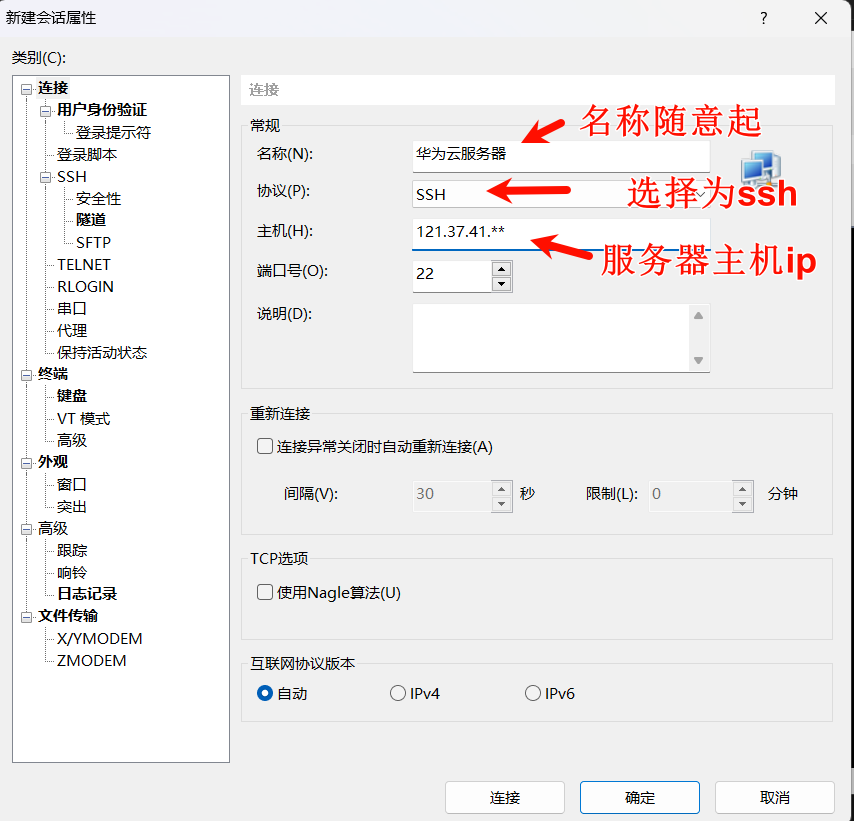 新建会话属性
?
类别(C):
连接
用户身份验证
登录提示符
登录脚本
SSH
安全性
隧道
SFTP
TELNET
RLOGIN
串口
代理
保持活动状态
终端
键盘
VT 模式
高级
外观
窗口
突出
高级
跟踪
响铃
日志记录
文件传输
X/YMODEM
ZMODEM
连接
常规
名称随意起
名称(N): 华为云服务器
协议(P): SSH
选择为ssh
主机(H): 121.37.41.**
服务器主机ip
端口号(O): 22
说明(D):
重新连接
连接异常关闭时自动重新连接(A)
间隔(V): 30 秒 限制(L): 0 分钟
TCP选项
使用Nagle算法(U)
互联网协议版本
自动 IPv4 IPv6
连接 确定 取消